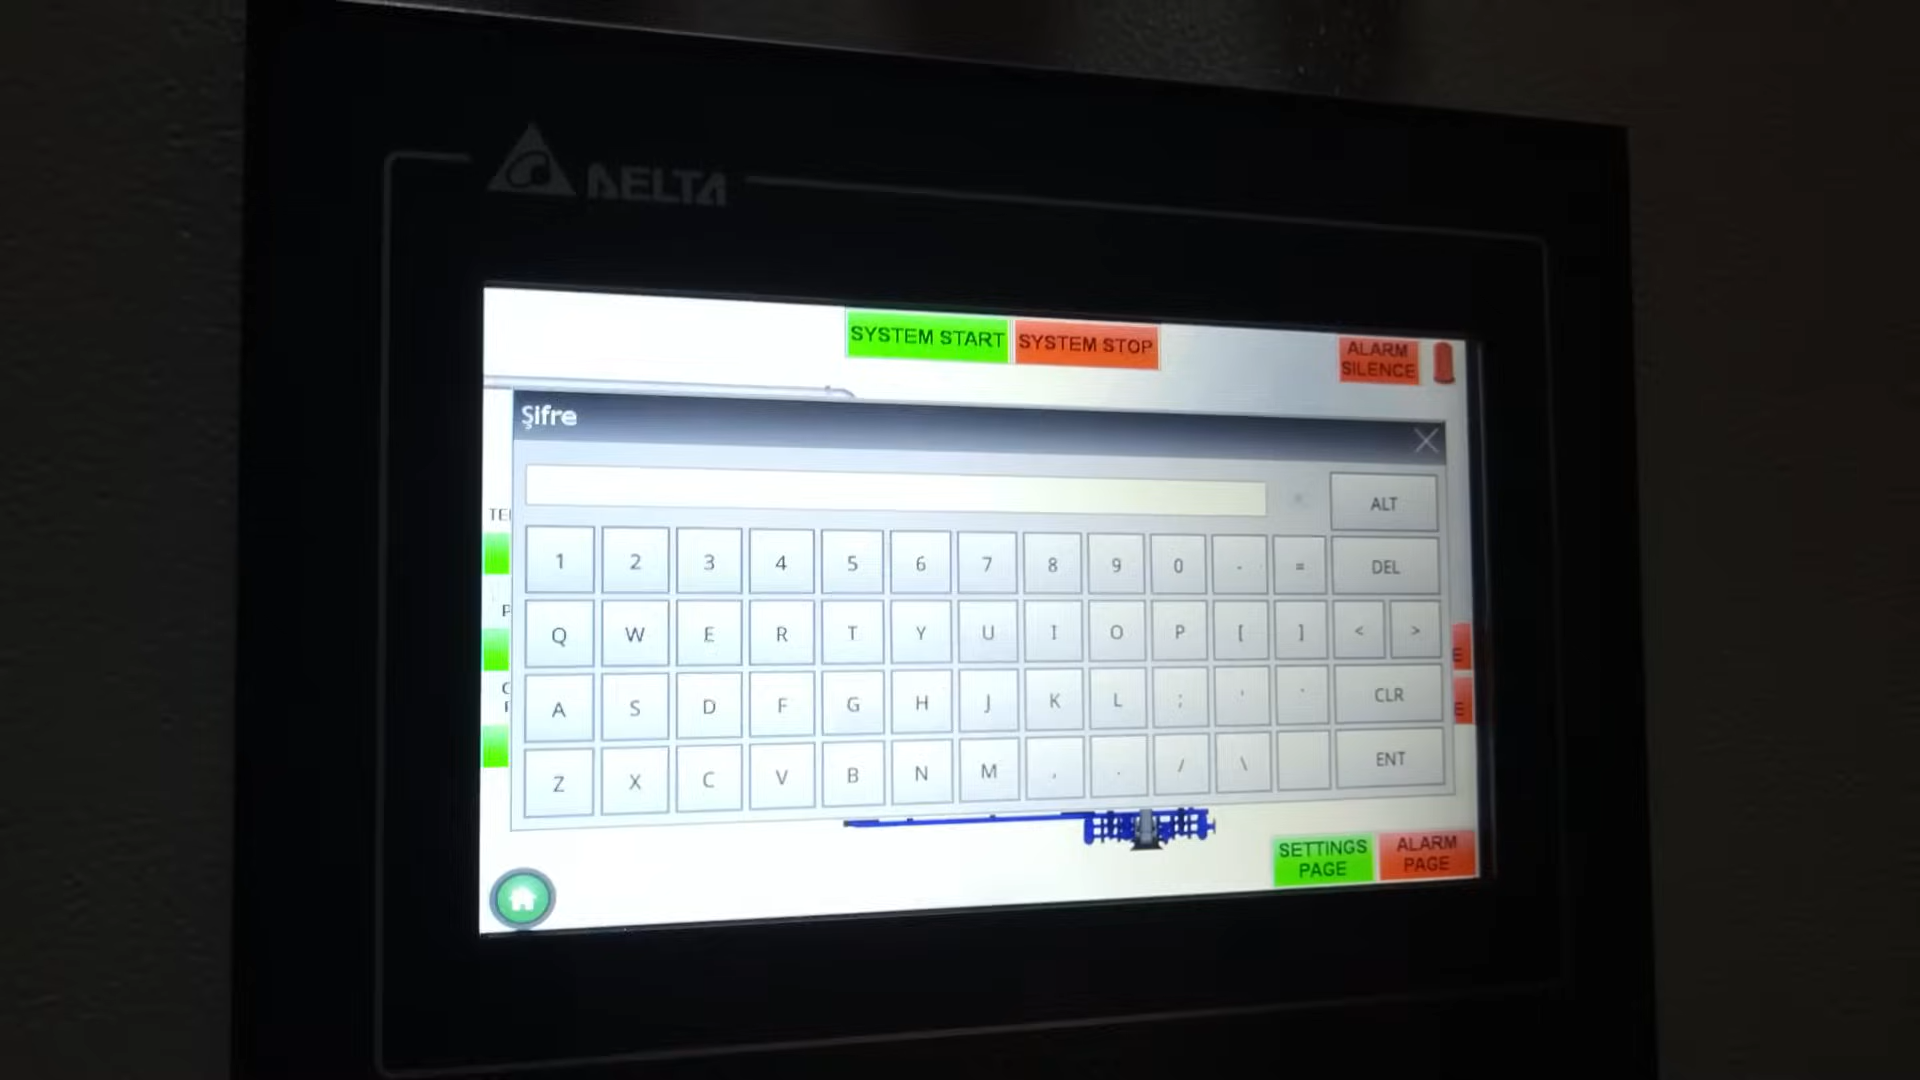 DELTA
SYSTEM START
SYSTEM STOP
ALARM
SILENCE
Şifre
ALT
1 2 3 4 5 6 7 8 9 0 - = DEL
Q W E R T Y U I O P [ ] < >
A S D F G H J K L ; ' CLR
Z X C V B N M , . / \ ENT
TE
P
E
E
SETTINGS
PAGE
ALARM
PAGE